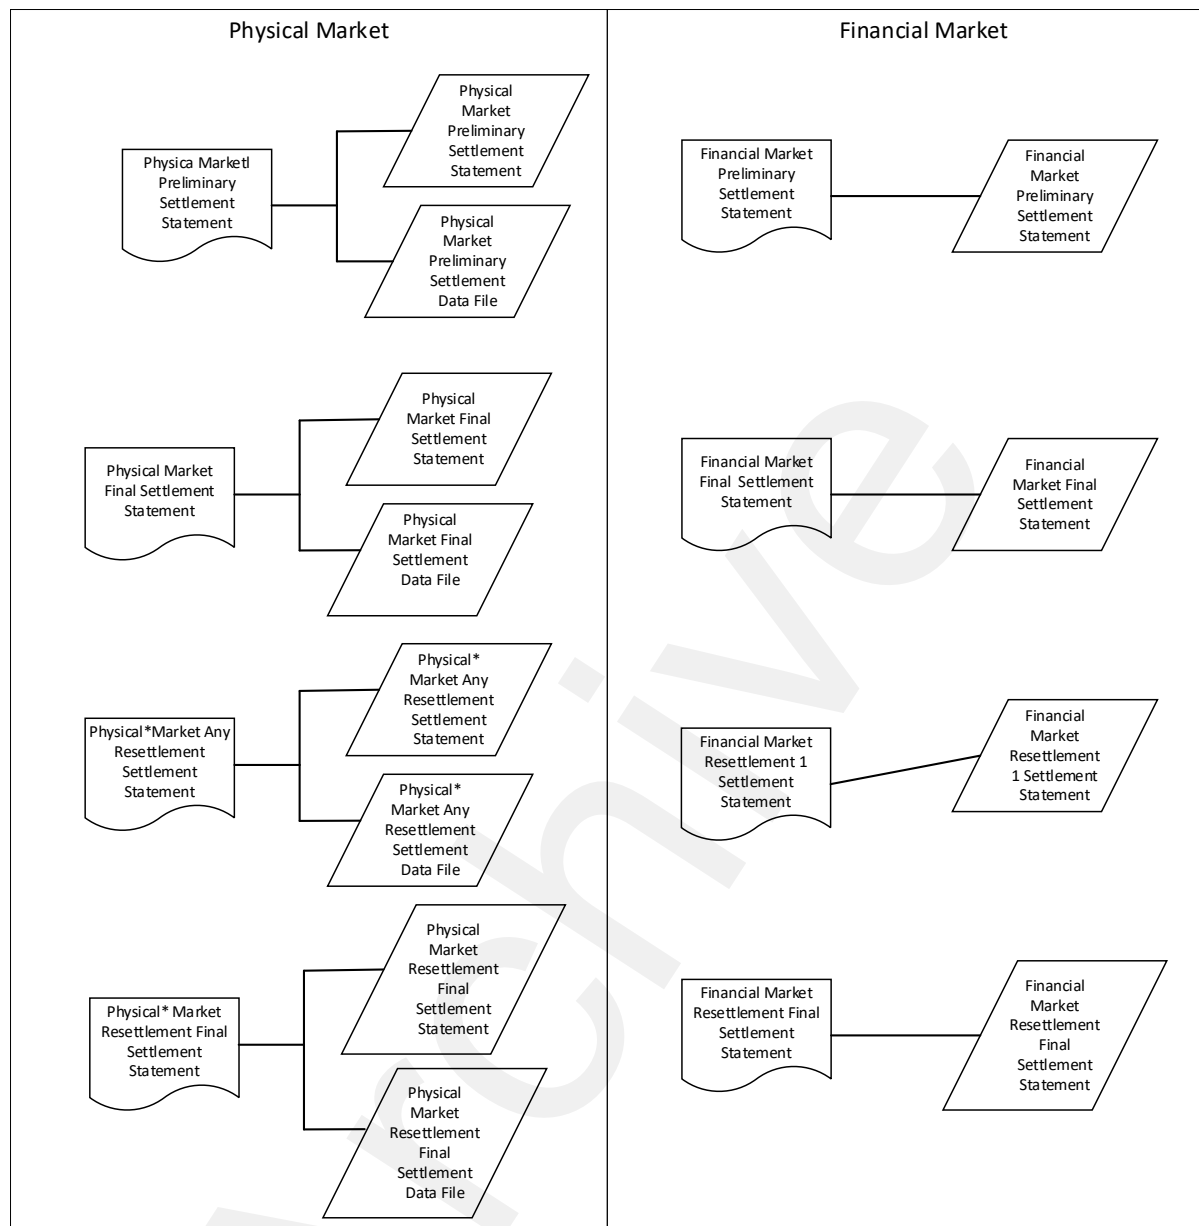 Physical Market
Physica Marketl
Preliminary
Settlement
Statement
Physical
Market
Preliminary
Settlement
Statement
Physical
Market
Preliminary
Settlement
Data File
Physical Market
Final Settlement
Statement
Physical
Market Final
Settlement
Statement
Physical
Market Final
Settlement
Data File
Physical*Market Any
Resettlement
Settlement
Statement
Physical*
Market Any
Resettlement
Settlement
Statement
Physical*
Market Any
Resettlement
Settlement
Data File
Physical* Market
Resettlement Final
Settlement
Statement
Physical
Market
Resettlement
Final
Settlement
Statement
Physical
Market
Resettlement
Final
Settlement
Data File
Financial Market
Financial Market
Preliminary
Settlement
Statement
Financial
Market
Preliminary
Settlement
Statement
Financial Market
Final Settlement
Statement
Financial
Market Final
Settlement
Statement
Financial Market
Resettlement 1
Settlement
Statement
Financial
Market
Resettlement
1 Settlement
Statement
Financial Market
Resettlement Final
Settlement
Statement
Financial
Market
Resettlement
Final
Settlement
Statement
Archive